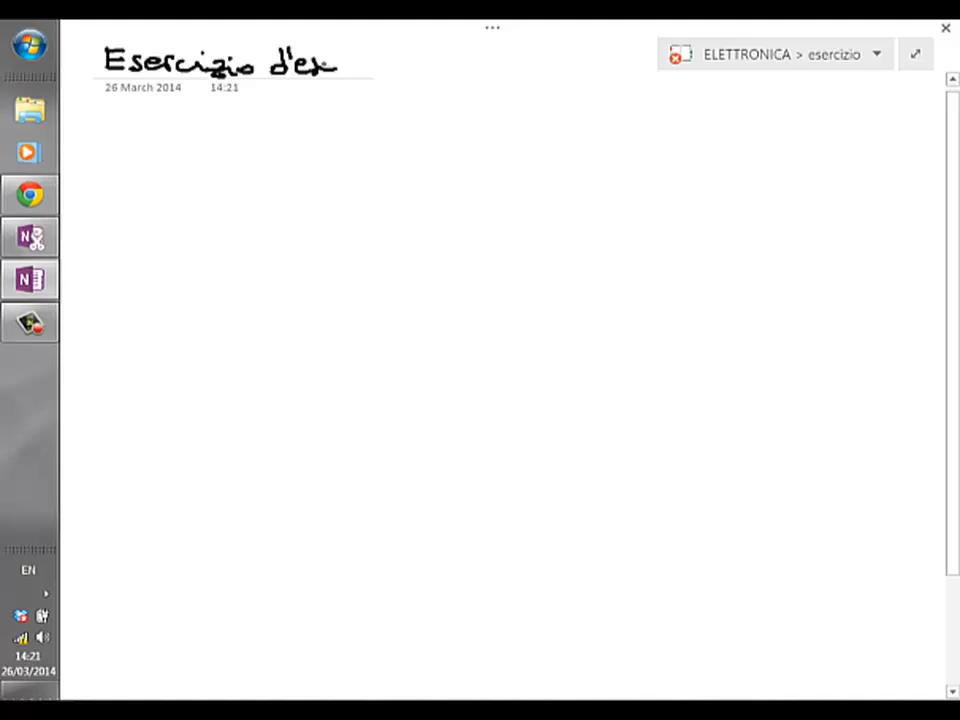 Esercizio d'es
ELETTRONICA > esercizio
26 March 2014 14:21
EN
14:21
26/03/2014